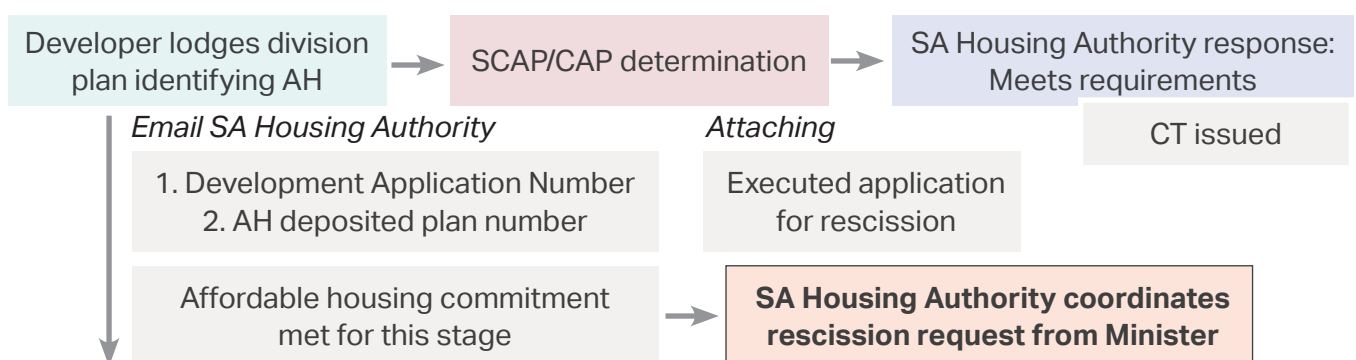 Developer lodges division
plan identifying AH
SCAP/CAP determination
SA Housing Authority response:
Meets requirements
CT issued
Email SA Housing Authority
1. Development Application Number
2. AH deposited plan number
Attaching
Executed application
for rescission
Affordable housing commitment
met for this stage
SA Housing Authority coordinates
rescission request from Minister